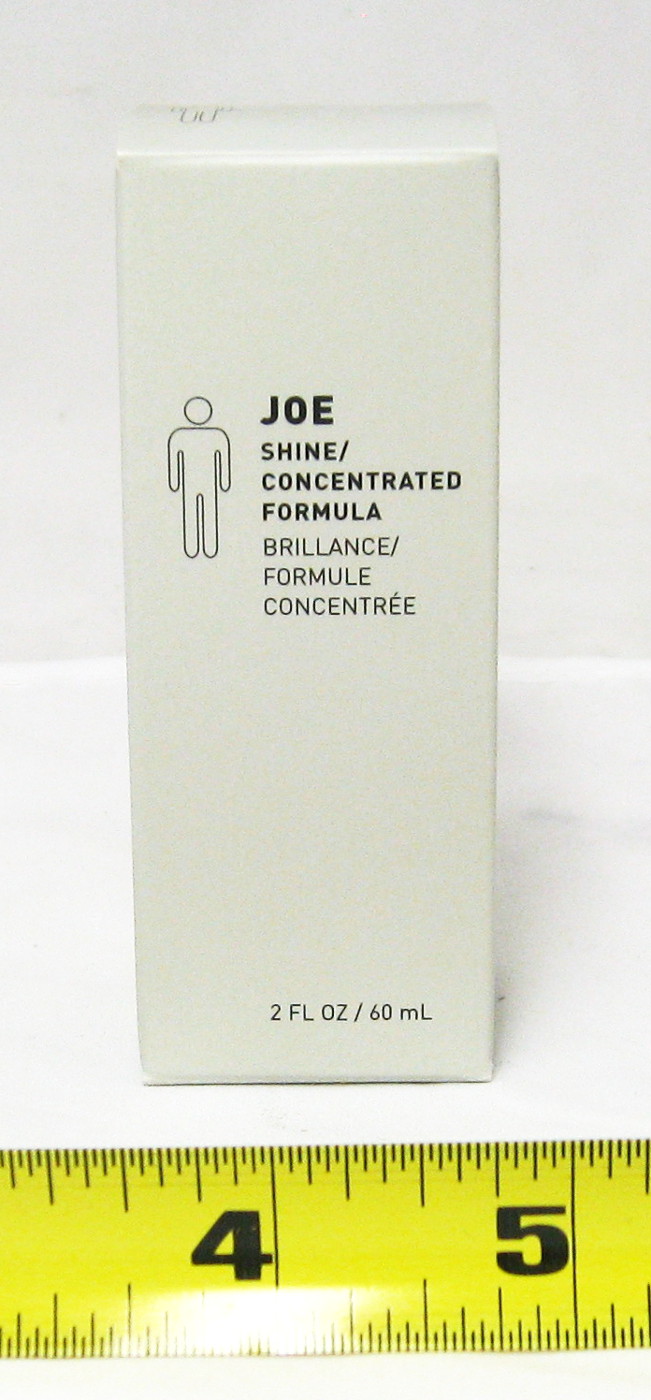 JOE
SHINE/
CONCENTRATED
FORMULA
BRILLANCE/
FORMULE
CONCENTRÉE
2 FL OZ / 60 mL
4 5